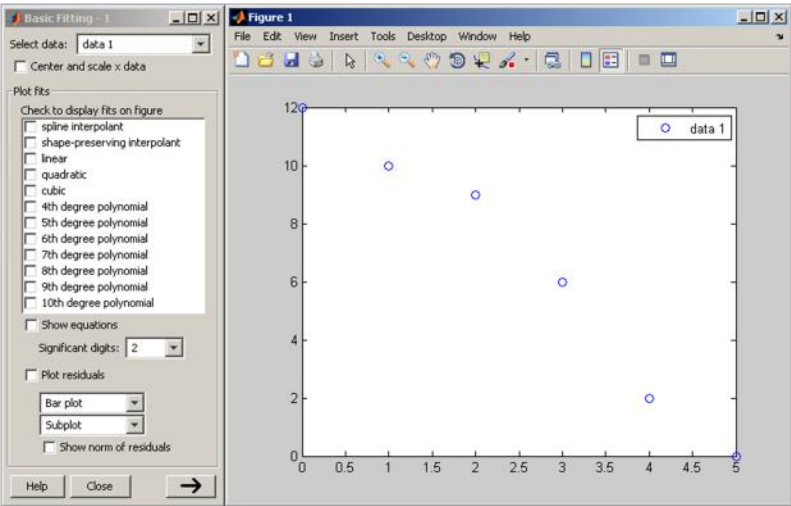 Basic Fitting - 1
Select data: data 1
Center and scale x data
Plot fits
Check to display fits on figure
spline interpolant
shape-preserving interpolant
linear
quadratic
cubic
4th degree polynomial
5th degree polynomial
6th degree polynomial
7th degree polynomial
8th degree polynomial
9th degree polynomial
10th degree polynomial
Show equations
Significant digits: 2
Plot residuals
Bar plot
Subplot
Show norm of residuals
Help Close
Figure 1
File Edit View Insert Tools Desktop Window Help
data 1
12
10
8
6
4
2
0
0 0.5 1 1.5 2 2.5 3 3.5 4 4.5 5